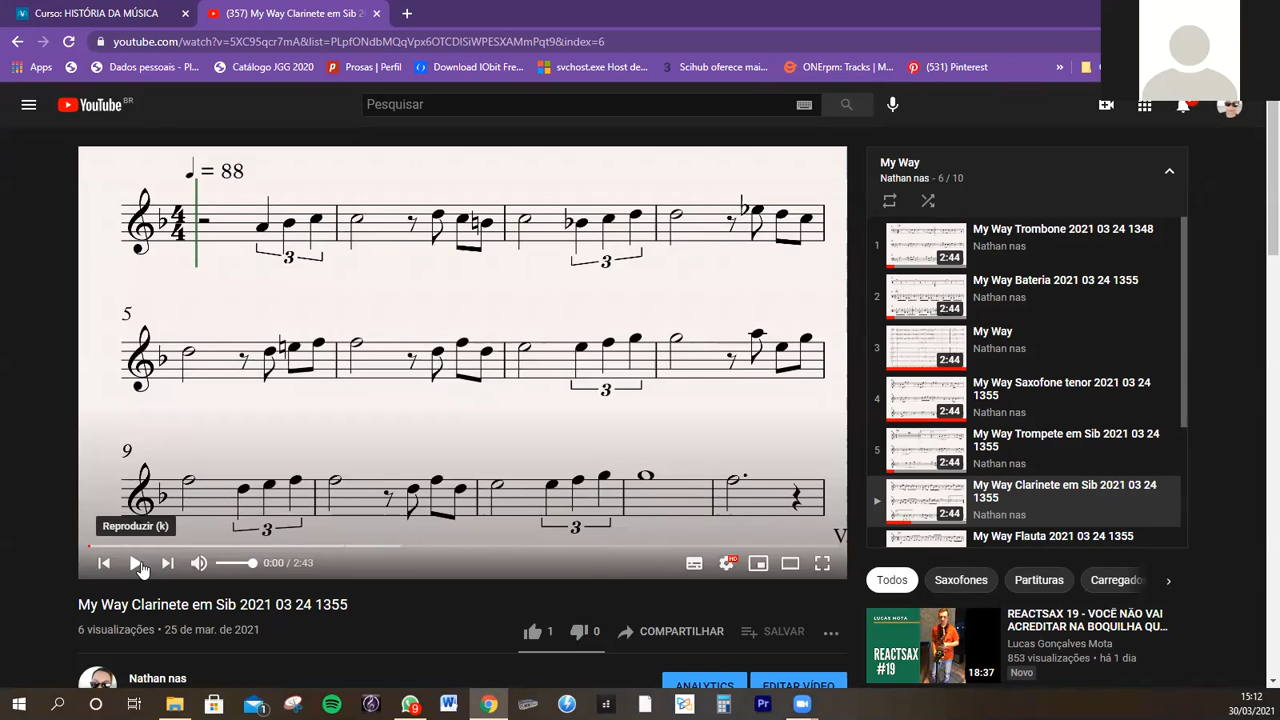 Curso: HISTÓRIA DA MÚSICA
(357) My Way Clarinete em Sib 2
youtube.com/watch?v=5XC95qcr7mA&list=PLpfONdbMQqVpx6OTCDISiWPESXAMmPqt9&index=6
Apps
Dados pessoais - Pl...
Catálogo JGG 2020
Prosas | Perfil
Download IObit Fre...
svchost.exe Host de...
Scihub oferece mai...
ONErpm: Tracks | M...
(531) Pinterest
»
YouTube BR
Pesquisar
= 88
4
4
3
3
5
3
9
3
3
V
Reproduzir (k)
0:00 / 2:43
HD
My Way Clarinete em Sib 2021 03 24 1355
6 visualizações • 25 de mar. de 2021
1
0
COMPARTILHAR
SALVAR
Nathan nas
ANALYTICS
EDITAR VÍDEO
My Way
Nathan nas - 6 / 10
1
2:44
My Way Trombone 2021 03 24 1348
Nathan nas
2
2:44
My Way Bateria 2021 03 24 1355
Nathan nas
3
2:44
My Way
Nathan nas
4
2:44
My Way Saxofone tenor 2021 03 24
1355
Nathan nas
5
2:44
My Way Trompete em Sib 2021 03 24
1355
Nathan nas
2:44
My Way Clarinete em Sib 2021 03 24
1355
Nathan nas
My Way Flauta 2021 03 24 1355
Todos
Saxofones
Partituras
Carregado
LUCAS MOTA
REACTSAX
#19
18:37
REACTSAX 19 - VOCÊ NÃO VAI
ACREDITAR NA BOQUILHA QU...
Lucas Gonçalves Mota
853 visualizações • há 1 dia
Novo
1
9
Pr
15:12
30/03/2021